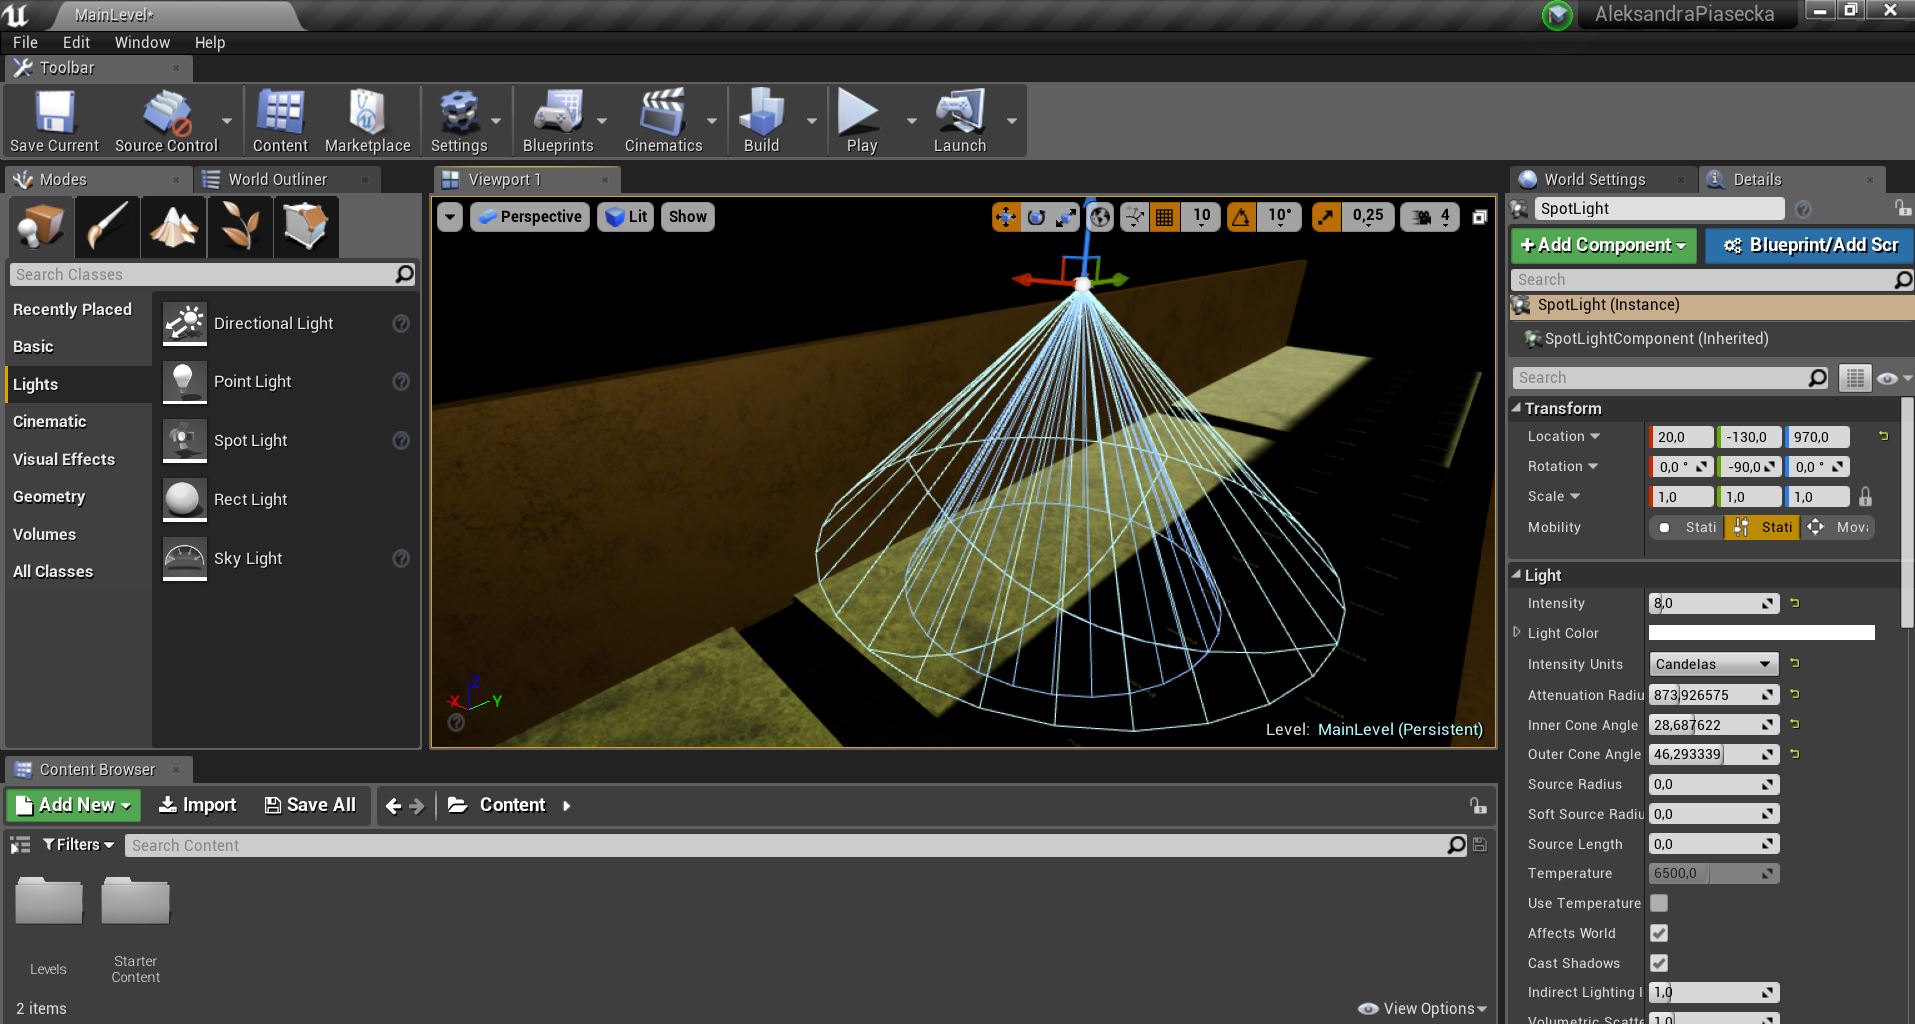 MainLevel*
AleksandraPiasecka
File Edit Window Help
Toolbar
Save Current Source Control Content Marketplace Settings Blueprints Cinematics Build Play Launch
Modes World Outliner
Search Classes
Recently Placed
Basic
Lights
Cinematic
Visual Effects
Geometry
Volumes
All Classes
Directional Light
Point Light
Spot Light
Rect Light
Sky Light
Viewport 1
Perspective Lit Show 10 10° 0,25 4
X Y Z
Level: MainLevel (Persistent)
World Settings Details
SpotLight
+Add Component Blueprint/Add Scr
Search
SpotLight (Instance)
SpotLightComponent (Inherited)
Search
Transform
Location 20,0 -130,0 970,0
Rotation 0,0 ° -90,0 0,0 °
Scale 1,0 1,0 1,0
Mobility Stati Stati Mova
Light
Intensity 8,0
Light Color
Intensity Units Candelas
Attenuation Radiu 873,926575
Inner Cone Angle 28,687622
Outer Cone Angle 46,293339
Source Radius 0,0
Soft Source Radiu 0,0
Source Length 0,0
Temperature 6500,0
Use Temperature
Affects World
Cast Shadows
Indirect Lighting I 1,0
Volumetric Scatte 1,0
Content Browser
Add New Import Save All Content
Filters Search Content
Levels
Starter
Content
2 items
View Options